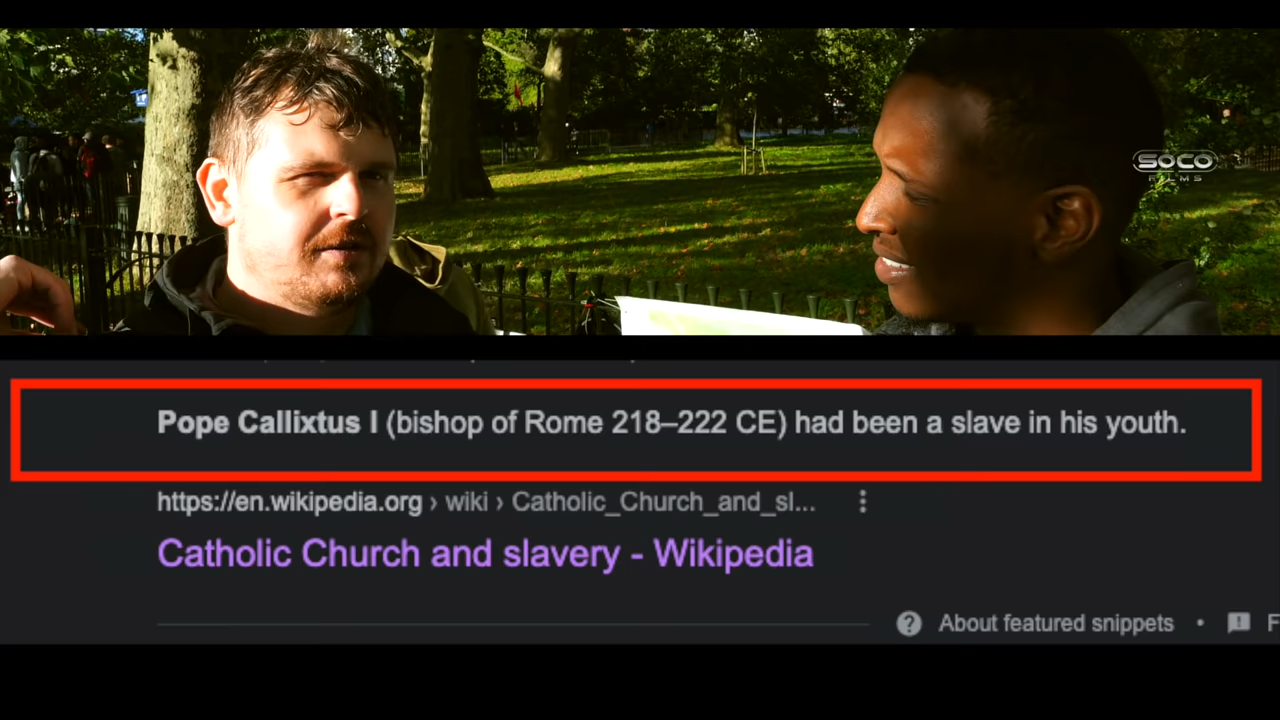 SOCO
FILMS
Pope Callixtus I (bishop of Rome 218–222 CE) had been a slave in his youth.
https://en.wikipedia.org › wiki › Catholic_Church_and_sl...
Catholic Church and slavery - Wikipedia
About featured snippets • F